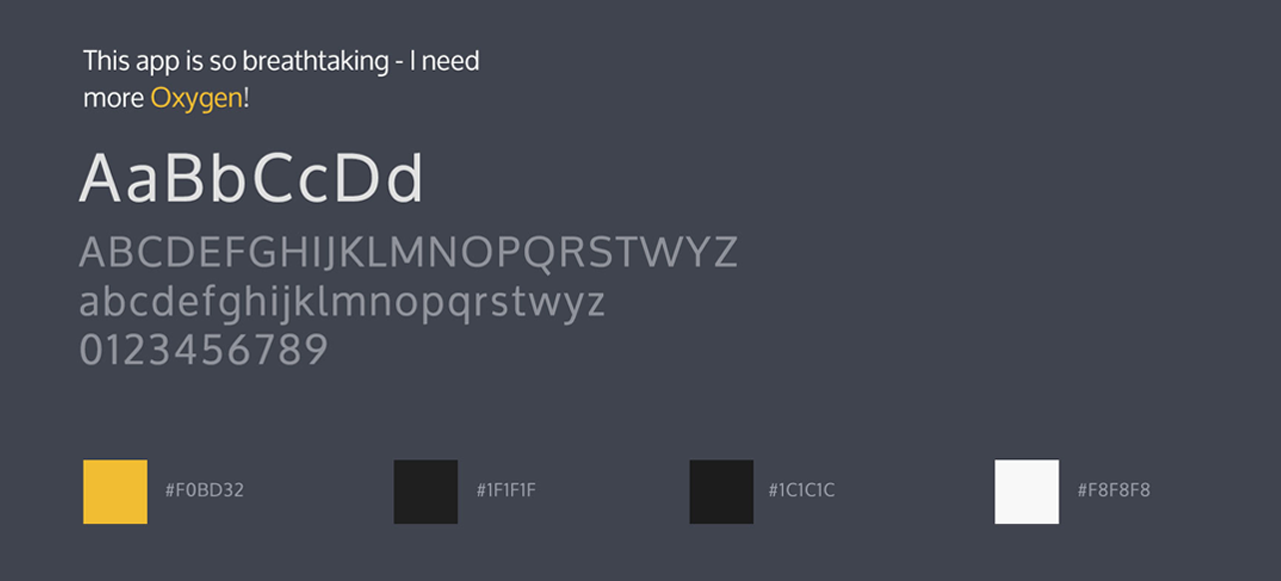 This app is so breathtaking - I need
more Oxygen!
AaBbCcDd
ABCDEFGHIJKLMNOPQRSTWYZ
abcdefghijklmnopqrstwyz
0123456789
#F0BD32
#1F1F1F
#1C1C1C
#F8F8F8